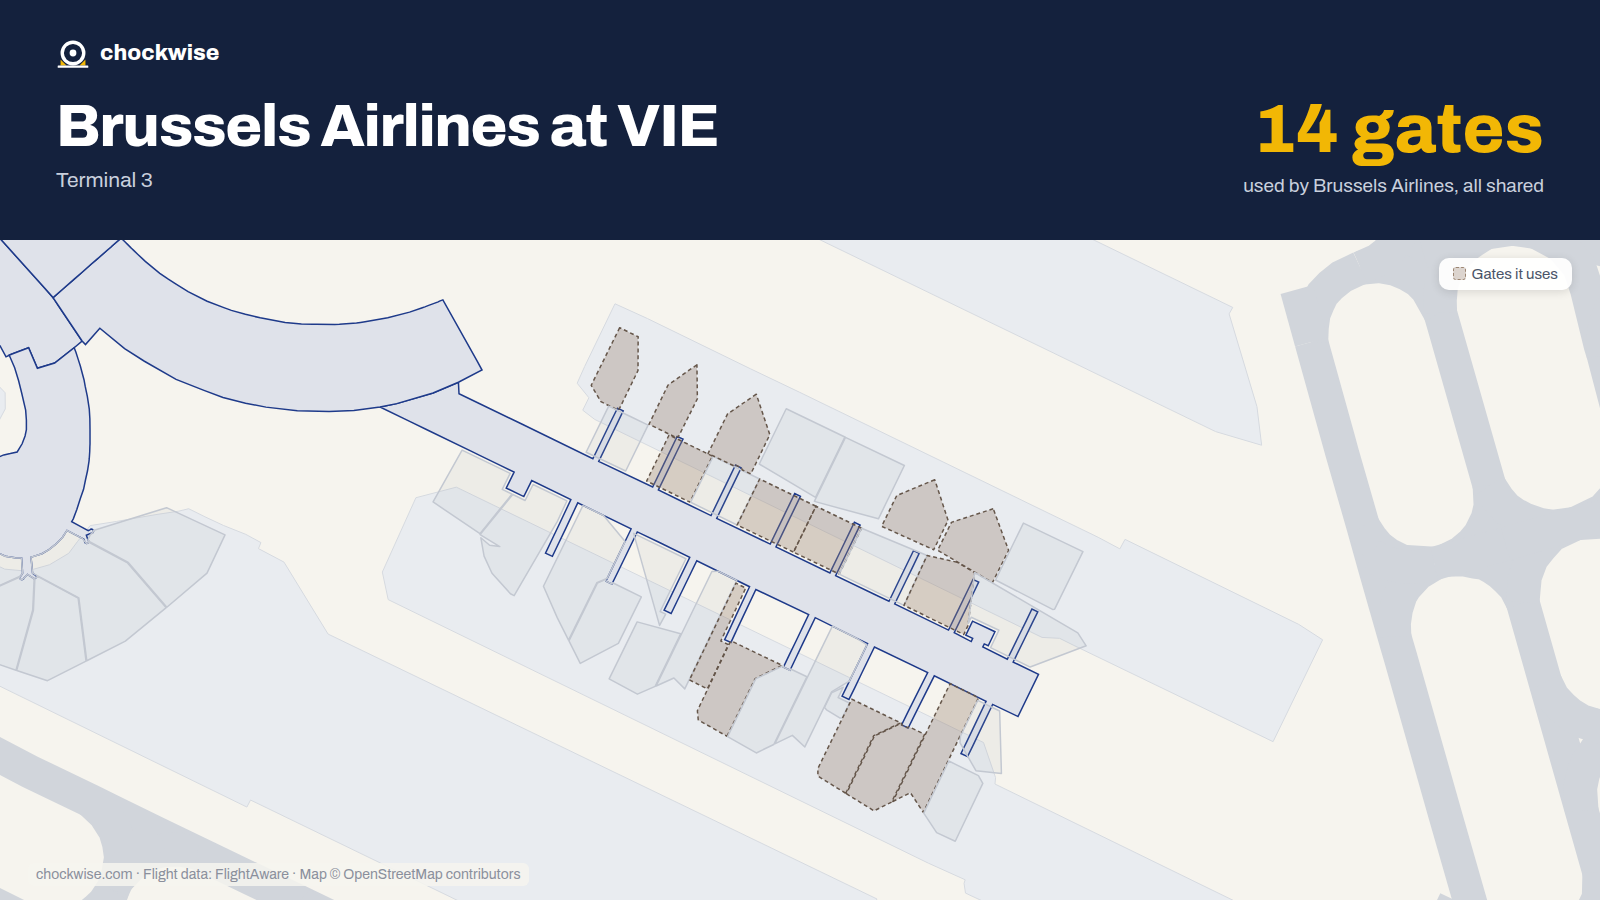 chockwise
Brussels Airlines at VIE
Terminal 3
14 gates
used by Brussels Airlines, all shared
Gates it uses
chockwise.com · Flight data: FlightAware · Map © OpenStreetMap contributors